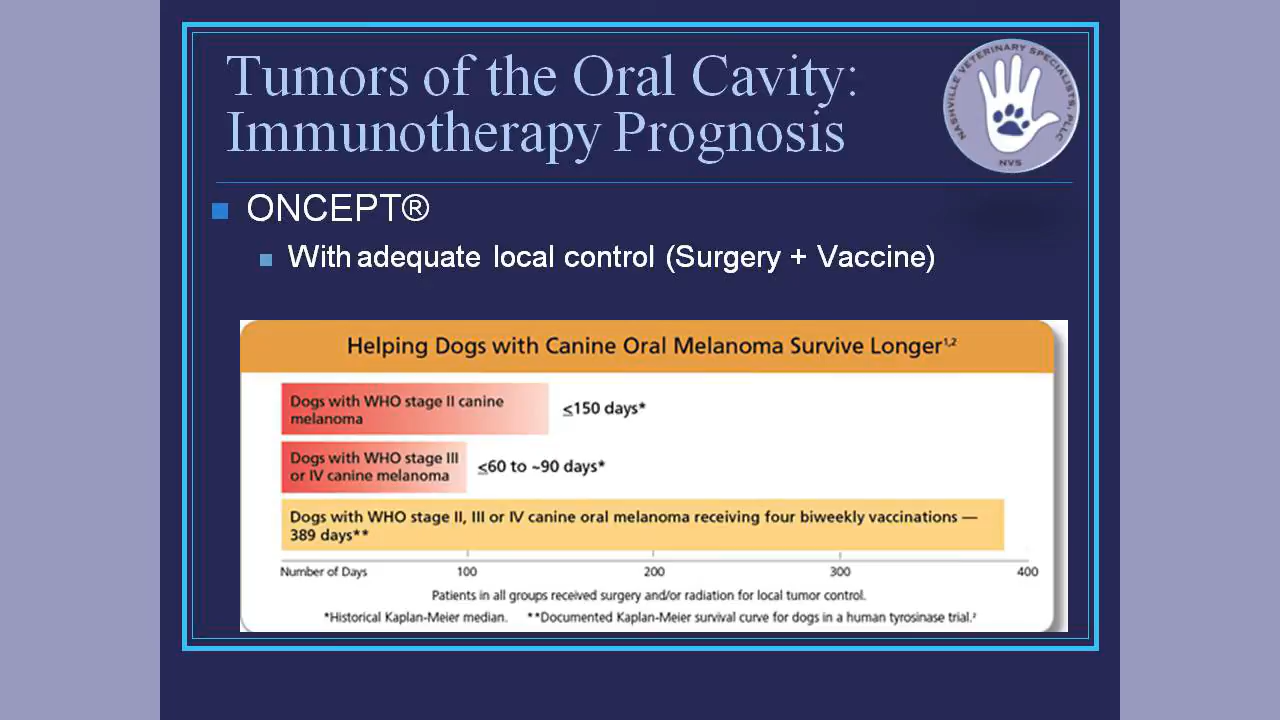 Tumors of the Oral Cavity:
Immunotherapy Prognosis
NASHVILLE VETERINARY SPECIALISTS, PLLC
NVS
ONCEPT®
With adequate local control (Surgery + Vaccine)
Helping Dogs with Canine Oral Melanoma Survive Longer¹,²
Dogs with WHO stage II canine
melanoma
≤150 days*
Dogs with WHO stage III
or IV canine melanoma
≤60 to ~90 days*
Dogs with WHO stage II, III or IV canine oral melanoma receiving four biweekly vaccinations —
389 days**
Number of Days 100 200 300 400
Patients in all groups received surgery and/or radiation for local tumor control.
*Historical Kaplan-Meier median. **Documented Kaplan-Meier survival curve for dogs in a human tyrosinase trial.²